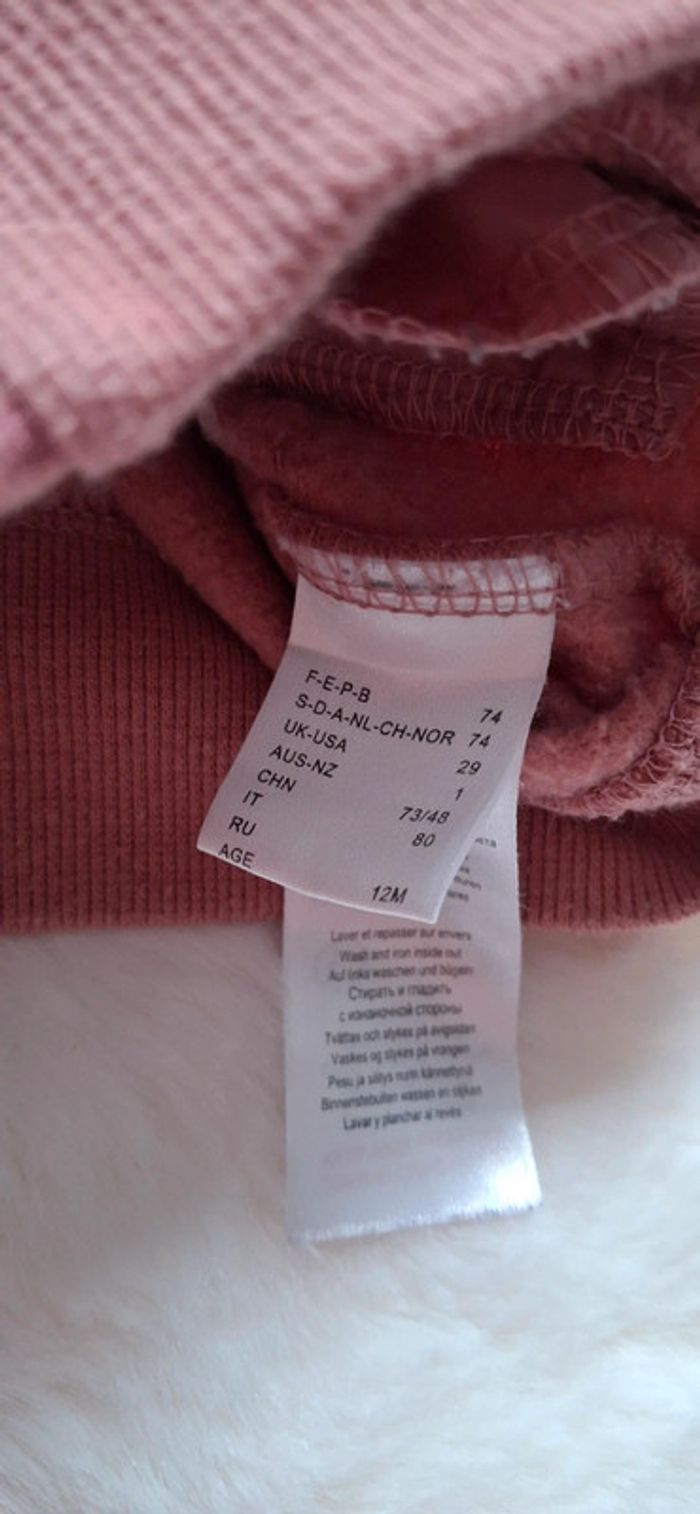 F-E-P-B 74
S-D-A-NL-CH-NOR 74
UK-USA 29
AUS-NZ 1
CHN 73/48
IT 80
RU
AGE 12M
Laver et repasser sur envers
Wash and iron inside out
Auf links waschen und bügeln
Стирать и гладить
с изнаночной стороны
Tvättas och stykes på avigsidan
Vaskes og stykes på vrangen
Pesu ja silitys nurin kännettynä
Binnenstebuiten wassen en strijken
Lavar y planchar al revés